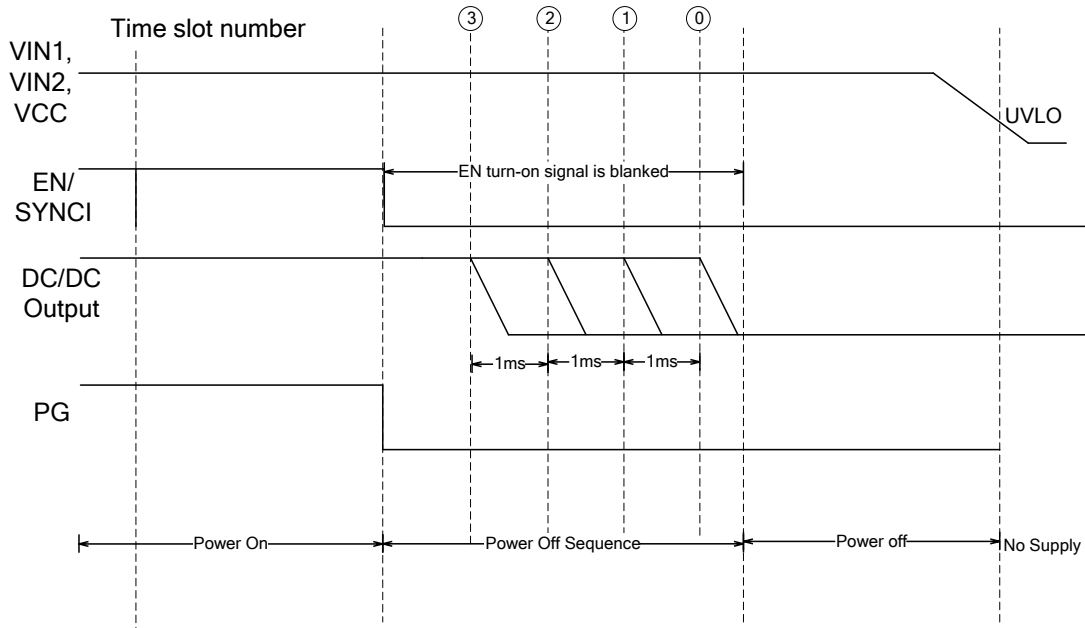 Time slot number
③ ② ① ⓪
VIN1,
VIN2,
VCC
UVLO
EN/
SYNCI
EN turn-on signal is blanked
DC/DC
Output
1ms 1ms 1ms
PG
Power On
Power Off Sequence
Power off
No Supply